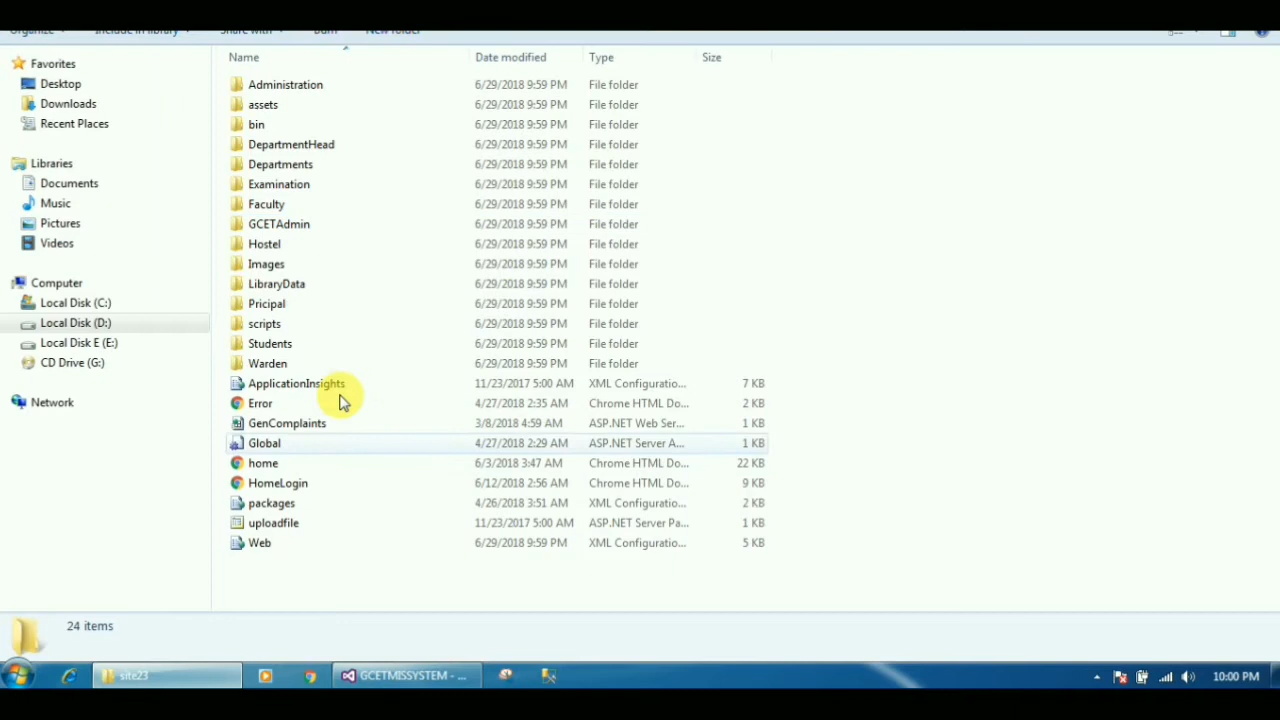 Organize Include in library Share with Burn New folder
Name Date modified Type Size
Favorites
Desktop
Downloads
Recent Places
Libraries
Documents
Music
Pictures
Videos
Computer
Local Disk (C:)
Local Disk (D:)
Local Disk E (E:)
CD Drive (G:)
Network
Administration 6/29/2018 9:59 PM File folder
assets 6/29/2018 9:59 PM File folder
bin 6/29/2018 9:59 PM File folder
DepartmentHead 6/29/2018 9:59 PM File folder
Departments 6/29/2018 9:59 PM File folder
Examination 6/29/2018 9:59 PM File folder
Faculty 6/29/2018 9:59 PM File folder
GCETAdmin 6/29/2018 9:59 PM File folder
Hostel 6/29/2018 9:59 PM File folder
Images 6/29/2018 9:59 PM File folder
LibraryData 6/29/2018 9:59 PM File folder
Pricipal 6/29/2018 9:59 PM File folder
scripts 6/29/2018 9:59 PM File folder
Students 6/29/2018 9:59 PM File folder
Warden 6/29/2018 9:59 PM File folder
ApplicationInsights 11/23/2017 5:00 AM XML Configuratio... 7 KB
Error 4/27/2018 2:35 AM Chrome HTML Do... 2 KB
GenComplaints 3/8/2018 4:59 AM ASP.NET Web Ser... 1 KB
Global 4/27/2018 2:29 AM ASP.NET Server A... 1 KB
home 6/3/2018 3:47 AM Chrome HTML Do... 22 KB
HomeLogin 6/12/2018 2:56 AM Chrome HTML Do... 9 KB
packages 4/26/2018 3:51 AM XML Configuratio... 2 KB
uploadfile 11/23/2017 5:00 AM ASP.NET Server Pa... 1 KB
Web 6/29/2018 9:59 PM XML Configuratio... 5 KB
24 items
site23
GCETMISSYSTEM - ...
10:00 PM